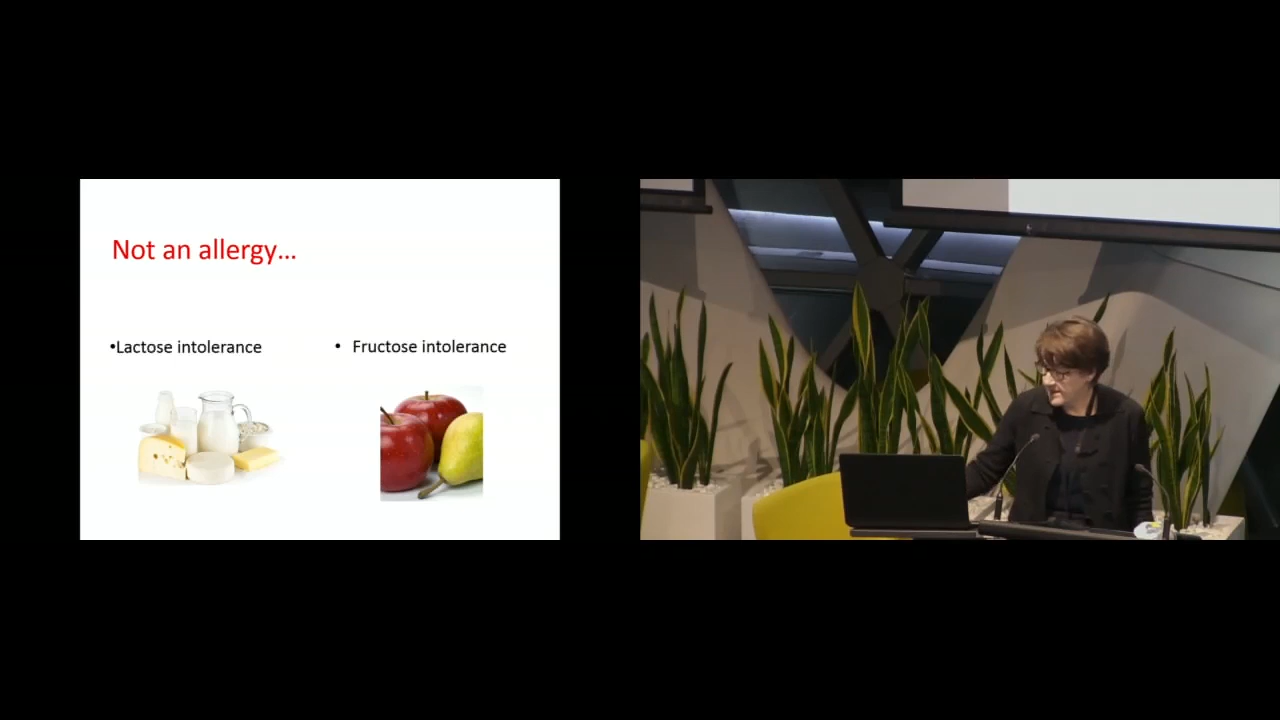 Not an allergy...
•Lactose intolerance
• Fructose intolerance